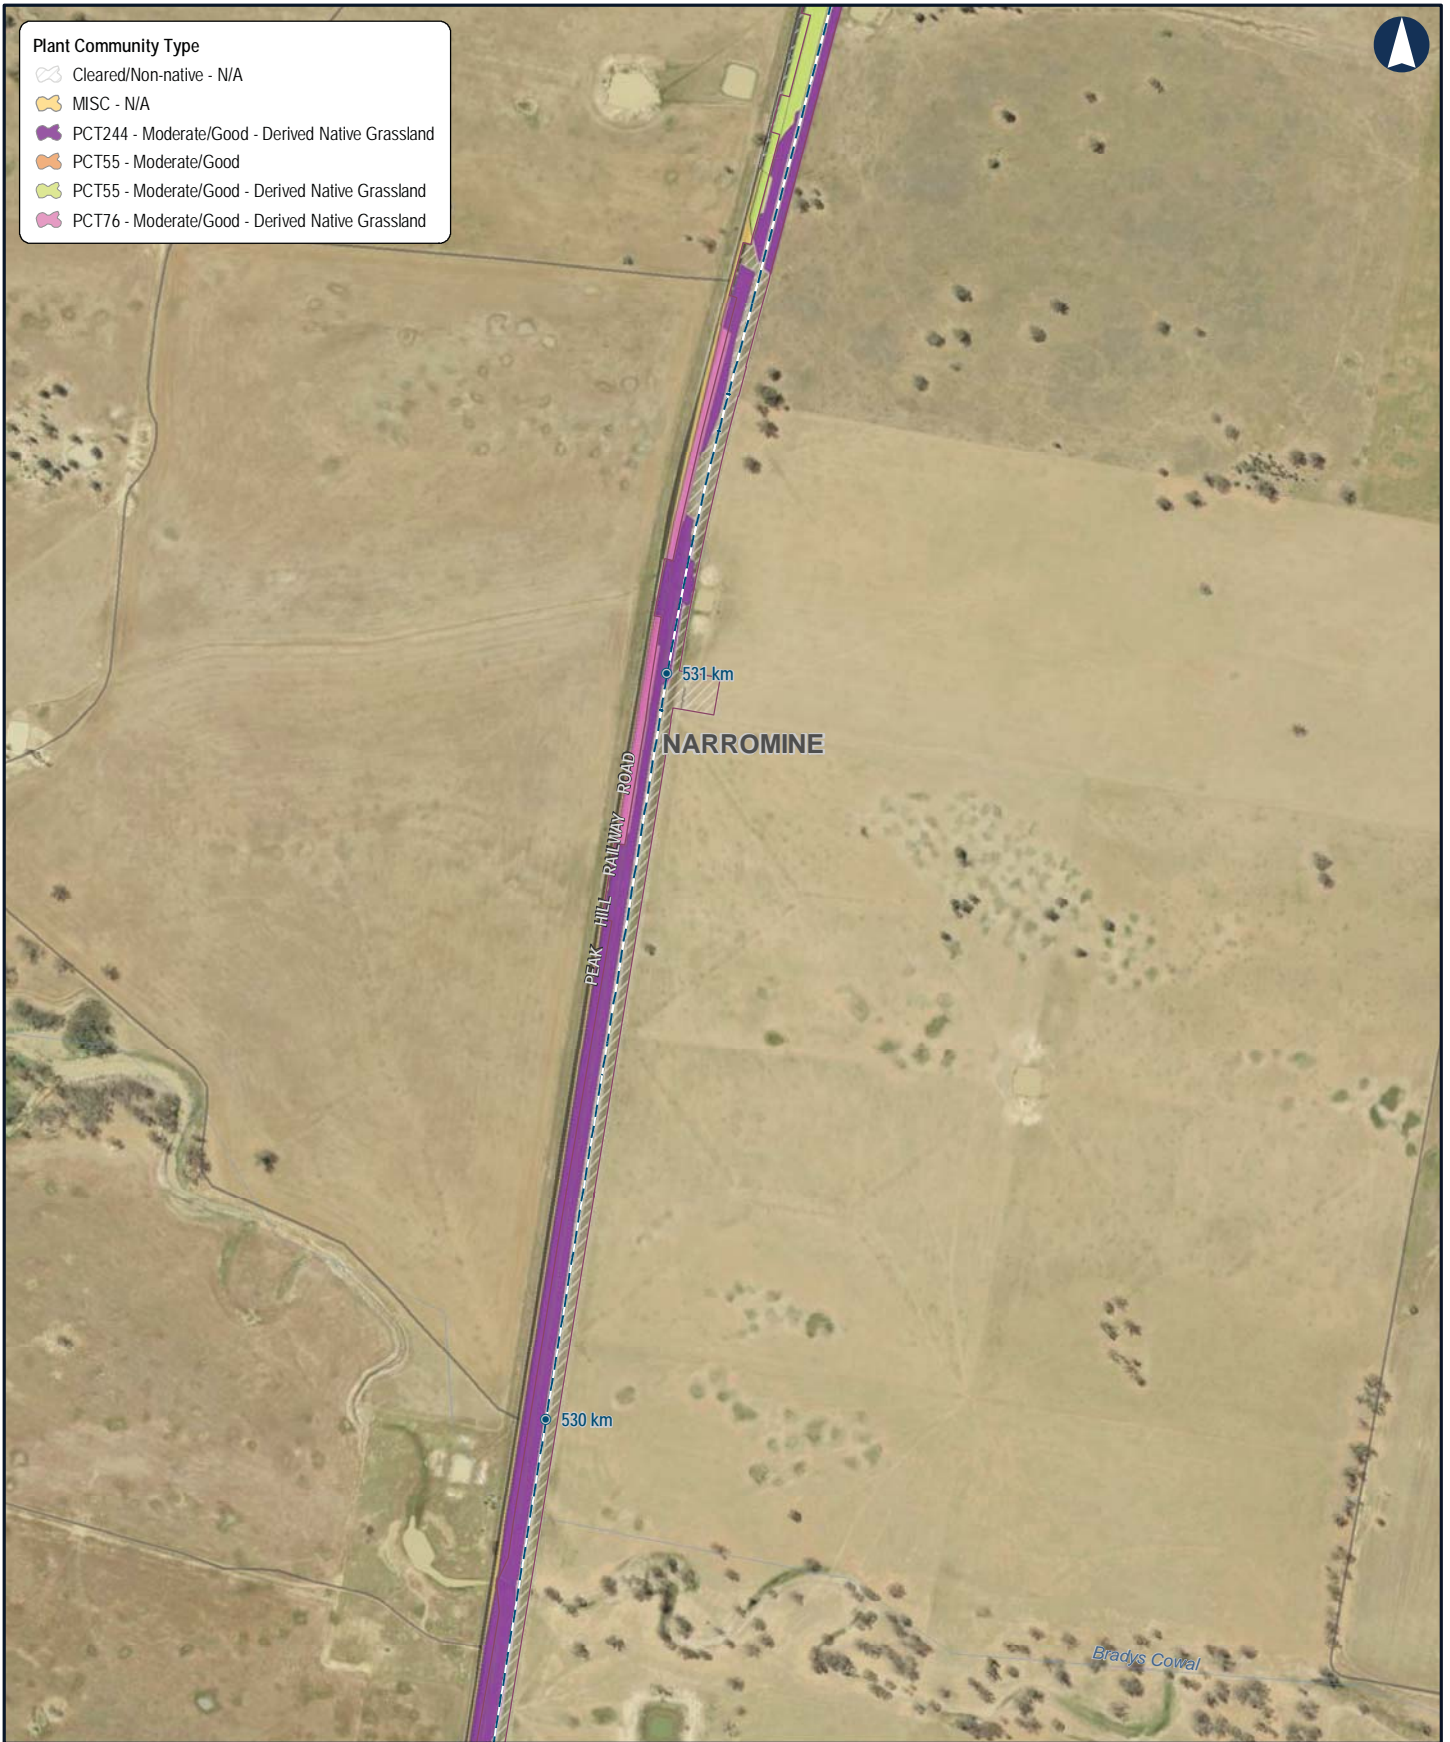 Plant Community Type
Cleared/Non-native - N/A
MISC - N/A
PCT244 - Moderate/Good - Derived Native Grassland
PCT55 - Moderate/Good
PCT55 - Moderate/Good - Derived Native Grassland
PCT76 - Moderate/Good - Derived Native Grassland
531 km
NARROMINE
PEAK HILL RAILWAY ROAD
530 km
Bradys Cowal